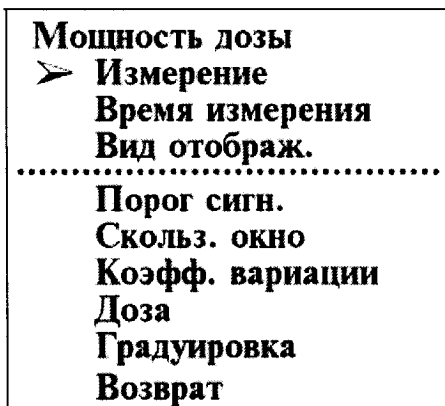 Мощность дозы
Измерение
Время измерения
Вид отображ.
Порог сигн.
Скольз. окно
Коэфф. вариации
Доза
Градуировка
Возврат